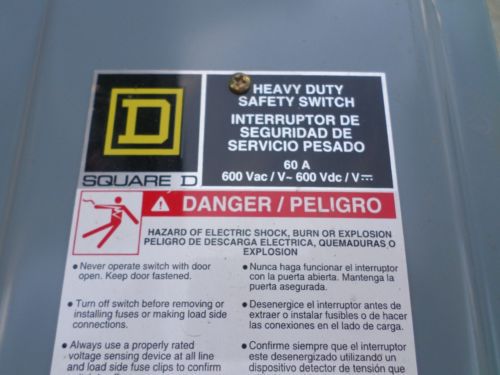 HEAVY DUTY
SAFETY SWITCH
INTERRUPTOR DE
SEGURIDAD DE
SERVICIO PESADO
60 A
600 Vac / V~ 600 Vdc / V⎓
D
SQUARE D
DANGER / PELIGRO
HAZARD OF ELECTRIC SHOCK, BURN OR EXPLOSION
PELIGRO DE DESCARGA ELECTRICA, QUEMADURAS O
EXPLOSION
• Never operate switch with door
open. Keep door fastened.
• Turn off switch before removing or
installing fuses or making load side
connections.
• Always use a properly rated
voltage sensing device at all line
and load side fuse clips to confirm
• Nunca haga funcionar el interruptor
con la puerta abierta. Mantenga la
puerta asegurada.
• Desenergice el interruptor antes de
extraer o instalar fusibles o de hacer
las conexiones en el lado de carga.
• Confirme siempre que el interruptor
este desenergizado utilizando un
dispositivo detector de tensión que